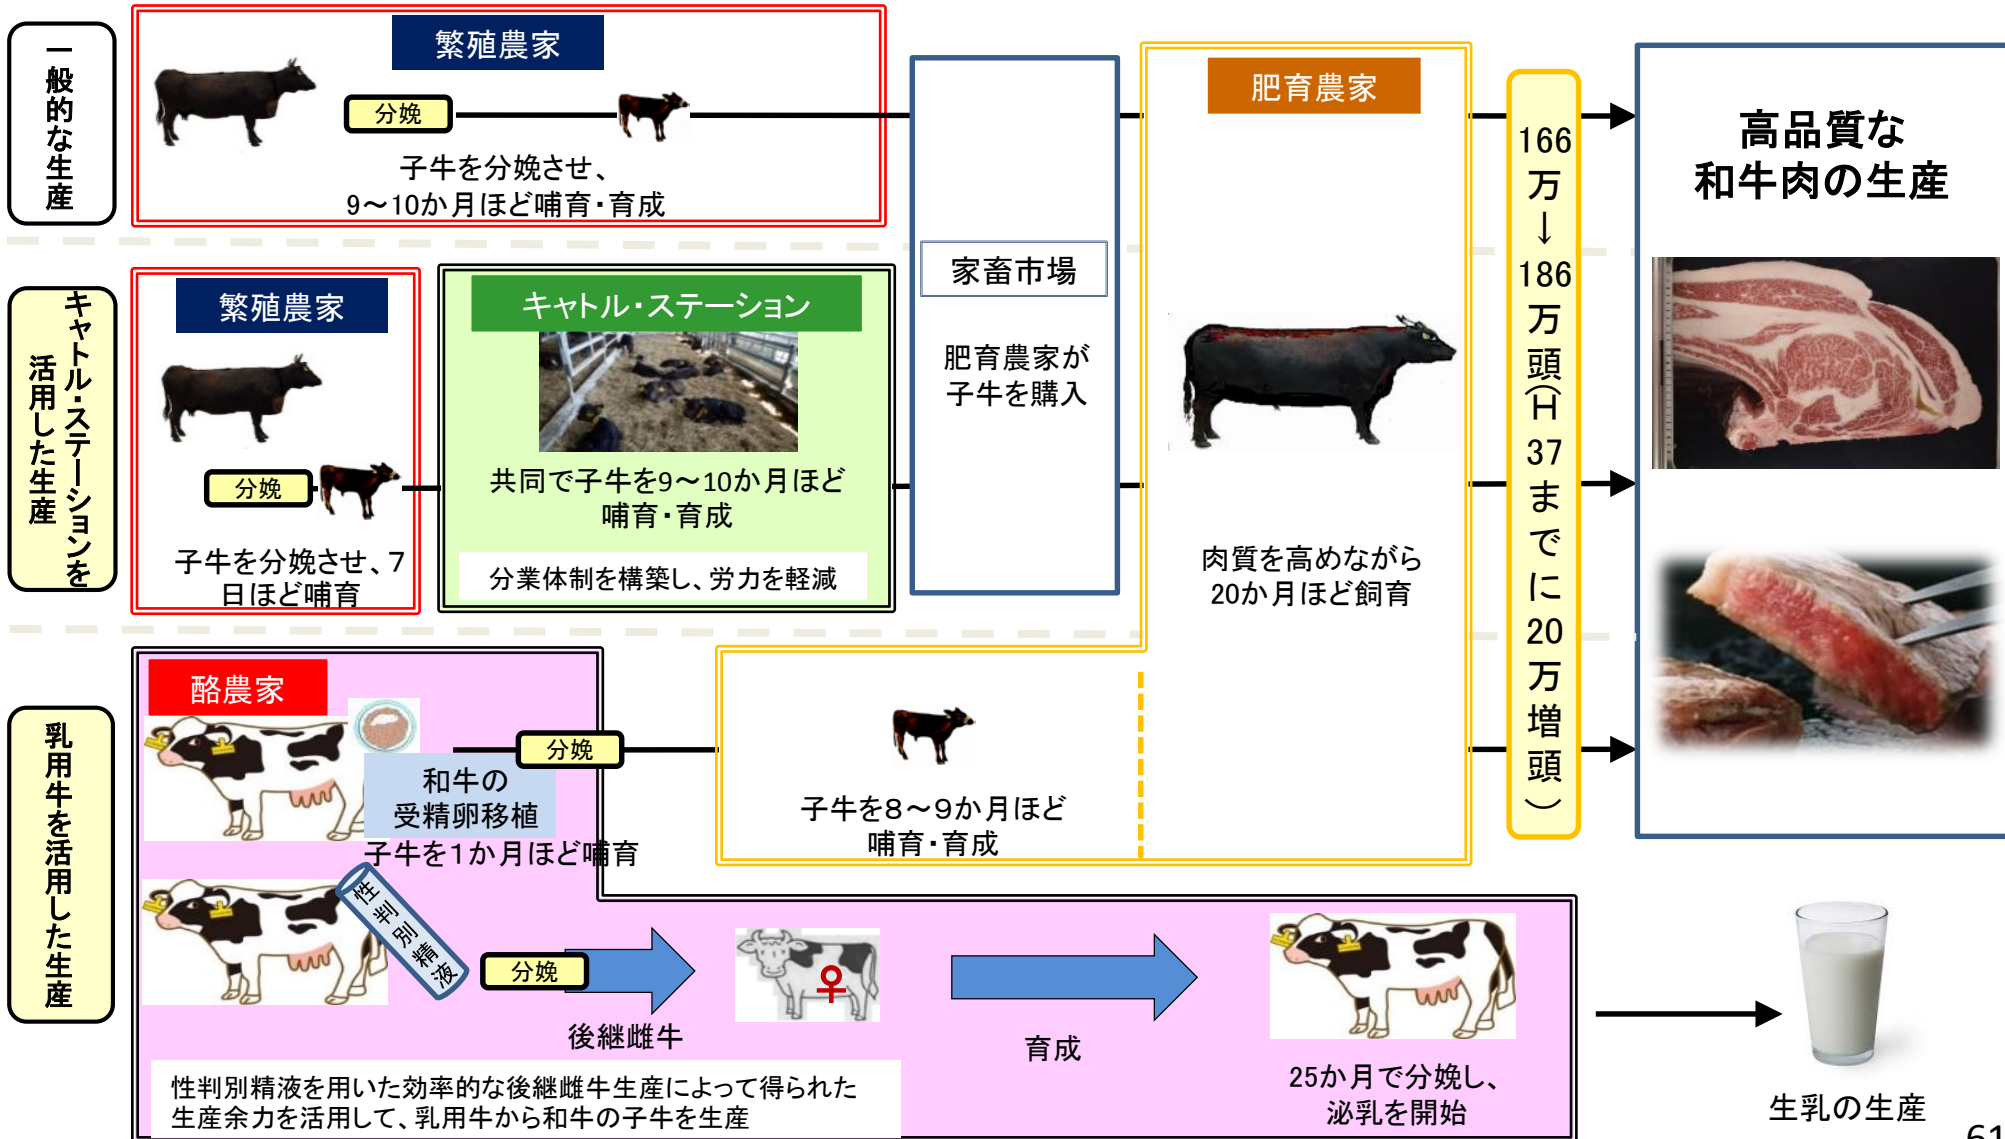 一般的な生産
繁殖農家
分娩
子牛を分娩させ、
9～10か月ほど哺育・育成
キャトル・ステーションを
活用した生産
繁殖農家
分娩
子牛を分娩させ、7
日ほど哺育
キャトル・ステーション
共同で子牛を9～10か月ほど
哺育・育成
分業体制を構築し、労力を軽減
家畜市場
肥育農家が
子牛を購入
肥育農家
肉質を高めながら
20か月ほど飼育
166万→186万頭(H37までに20万増頭)
高品質な
和牛肉の生産
乳用牛を活用した生産
酪農家
和牛の
受精卵移植
分娩
子牛を1か月ほど哺育
子牛を8～9か月ほど
哺育・育成
性判別精液
分娩
後継雌牛
♀
育成
25か月で分娩し、
泌乳を開始
性判別精液を用いた効率的な後継雌牛生産によって得られた
生産余力を活用して、乳用牛から和牛の子牛を生産
生乳の生産
61